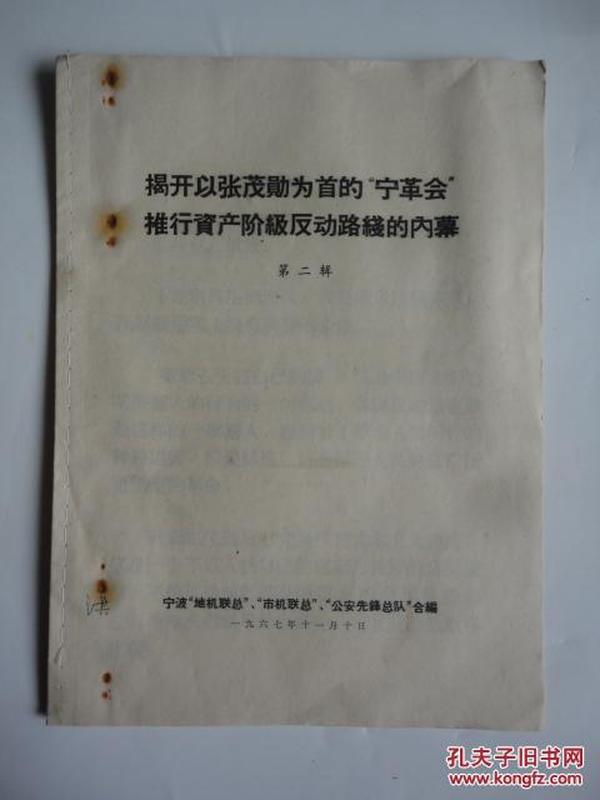 揭开以张茂勛为首的“宁革会”
推行資产阶級反动路綫的內幕
第二辑
宁波“地机联总”、“市机联总”、“公安先鋒总队”合編
一九六七年十一月十日
孔夫子旧书网
www.kongfz.com